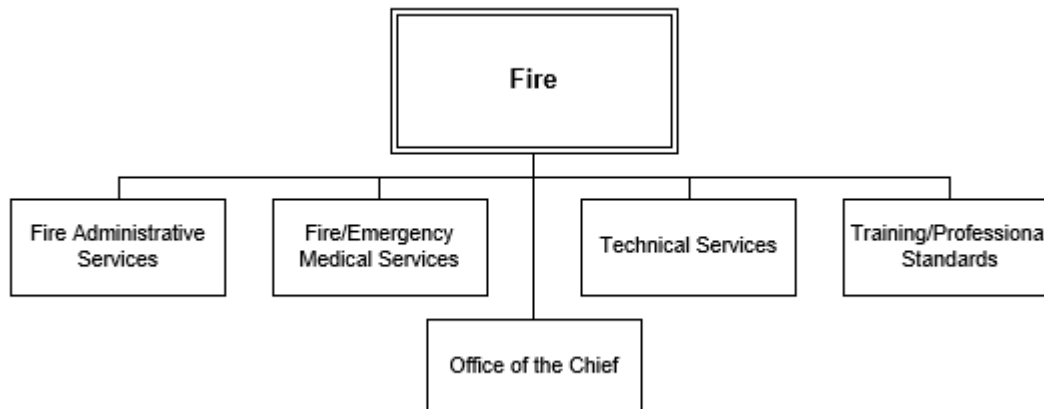 Fire
Fire Administrative
Services
Fire/Emergency
Medical Services
Technical Services
Training/Professiona
Standards
Office of the Chief